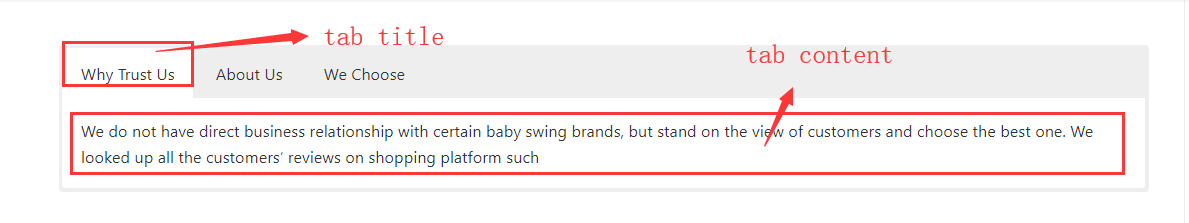 tab title
tab content
Why Trust Us About Us We Choose
We do not have direct business relationship with certain baby swing brands, but stand on the view of customers and choose the best one. We
looked up all the customers’ reviews on shopping platform such